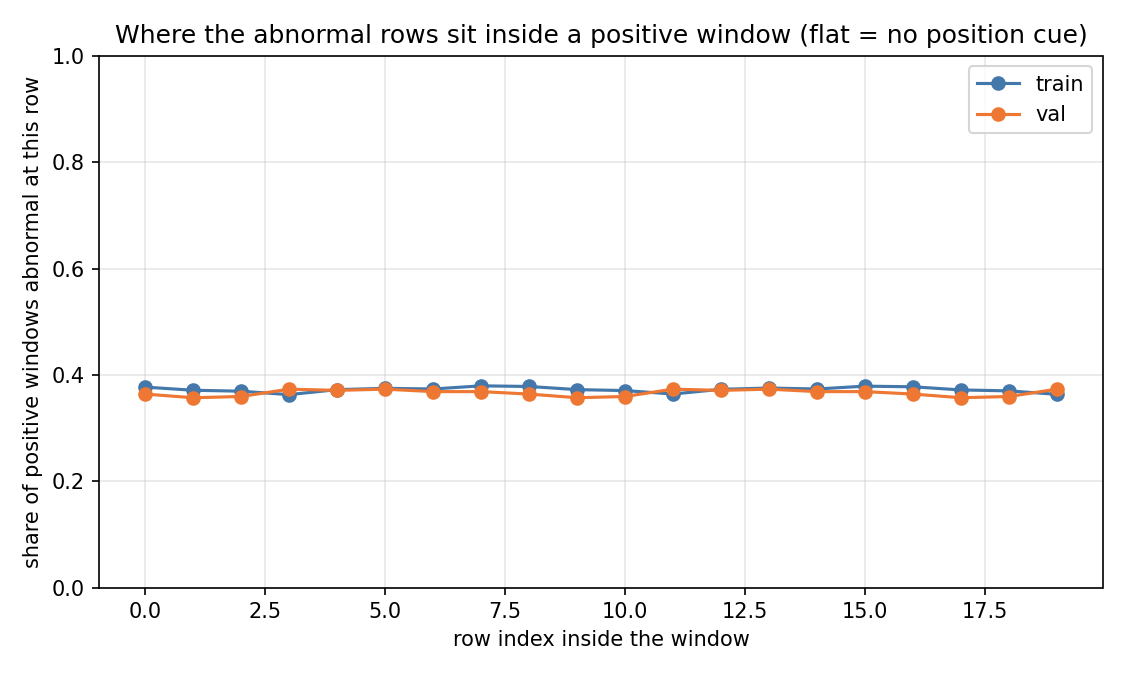 Where the abnormal rows sit inside a positive window (flat = no position cue)
share of positive windows abnormal at this row
1.0
0.8
0.6
0.4
0.2
0.0
train
val
0.0 2.5 5.0 7.5 10.0 12.5 15.0 17.5
row index inside the window